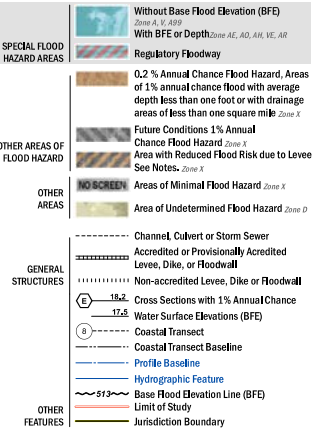 Without Base Flood Elevation (BFE)
Zone A, V, A99
With BFE or Depth Zone AE, AO, AH, VE, AR
SPECIAL FLOOD
HAZARD AREAS
Regulatory Floodway
0.2 % Annual Chance Flood Hazard, Areas
of 1% annual chance flood with average
depth less than one foot or with drainage
areas of less than one square mile Zone X
Future Conditions 1% Annual
Chance Flood Hazard Zone X
OTHER AREAS OF
FLOOD HAZARD
Area with Reduced Flood Risk due to Levee
See Notes. Zone X
NO SCREEN Areas of Minimal Flood Hazard Zone X
OTHER
AREAS
Area of Undetermined Flood Hazard Zone D
Channel, Culvert or Storm Sewer
GENERAL
STRUCTURES
Accredited or Provisionally Acredited
Levee, Dike, or Floodwall
Non-accredited Levee, Dike or Floodwall
E 18.2 Cross Sections with 1% Annual Chance
17.5 Water Surface Elevations (BFE)
8 Coastal Transect
Coastal Transect Baseline
Profile Baseline
Hydrographic Feature
513 Base Flood Elevation Line (BFE)
OTHER
FEATURES
Limit of Study
Jurisdiction Boundary